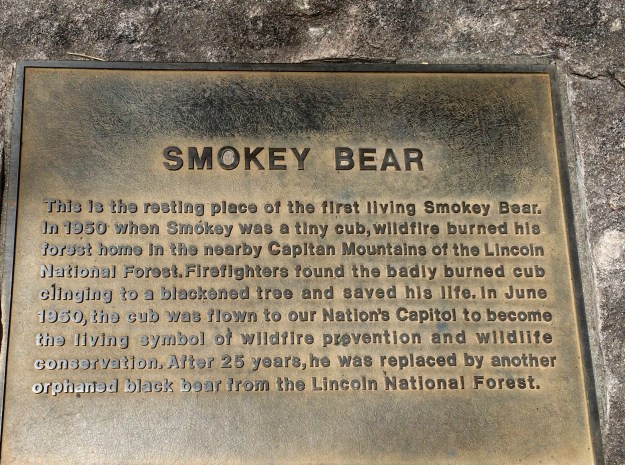 SMOKEY BEAR
This is the resting place of the first living Smokey Bear.
In 1950 when Smokey was a tiny cub, wildfire burned his
forest home in the nearby Capitan Mountains of the Lincoln
National Forest. Firefighters found the badly burned cub
clinging to a blackened tree and saved his life. In June
1950, the cub was flown to our Nation's Capitol to become
the living symbol of wildfire prevention and wildlife
conservation. After 25 years, he was replaced by another
orphaned black bear from the Lincoln National Forest.